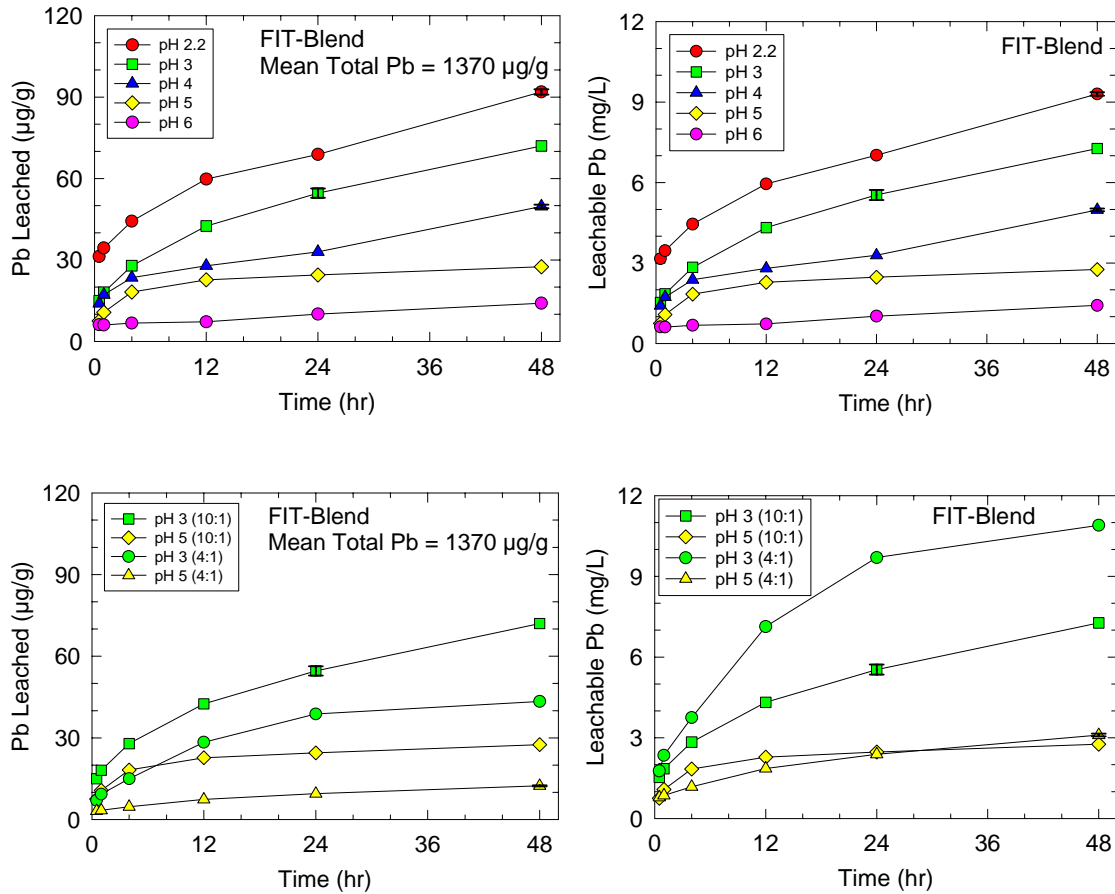 120
90
60
30
0
Pb Leached (µg/g)
FIT-Blend
Mean Total Pb = 1370 µg/g
pH 2.2
pH 3
pH 4
pH 5
pH 6
0 12 24 36 48
Time (hr)
12
9
6
3
0
Leachable Pb (mg/L)
FIT-Blend
pH 2.2
pH 3
pH 4
pH 5
pH 6
0 12 24 36 48
Time (hr)
120
90
60
30
0
Pb Leached (µg/g)
FIT-Blend
Mean Total Pb = 1370 µg/g
pH 3 (10:1)
pH 5 (10:1)
pH 3 (4:1)
pH 5 (4:1)
0 12 24 36 48
Time (hr)
12
9
6
3
0
Leachable Pb (mg/L)
FIT-Blend
pH 3 (10:1)
pH 5 (10:1)
pH 3 (4:1)
pH 5 (4:1)
0 12 24 36 48
Time (hr)